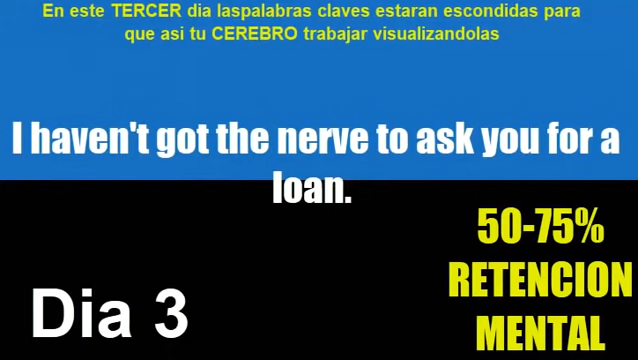 En este TERCER dia laspalabras claves estaran escondidas para
que asi tu CEREBRO trabajar visualizandolas
I haven't got the nerve to ask you for a
loan.
50-75%
RETENCION
MENTAL
Dia 3